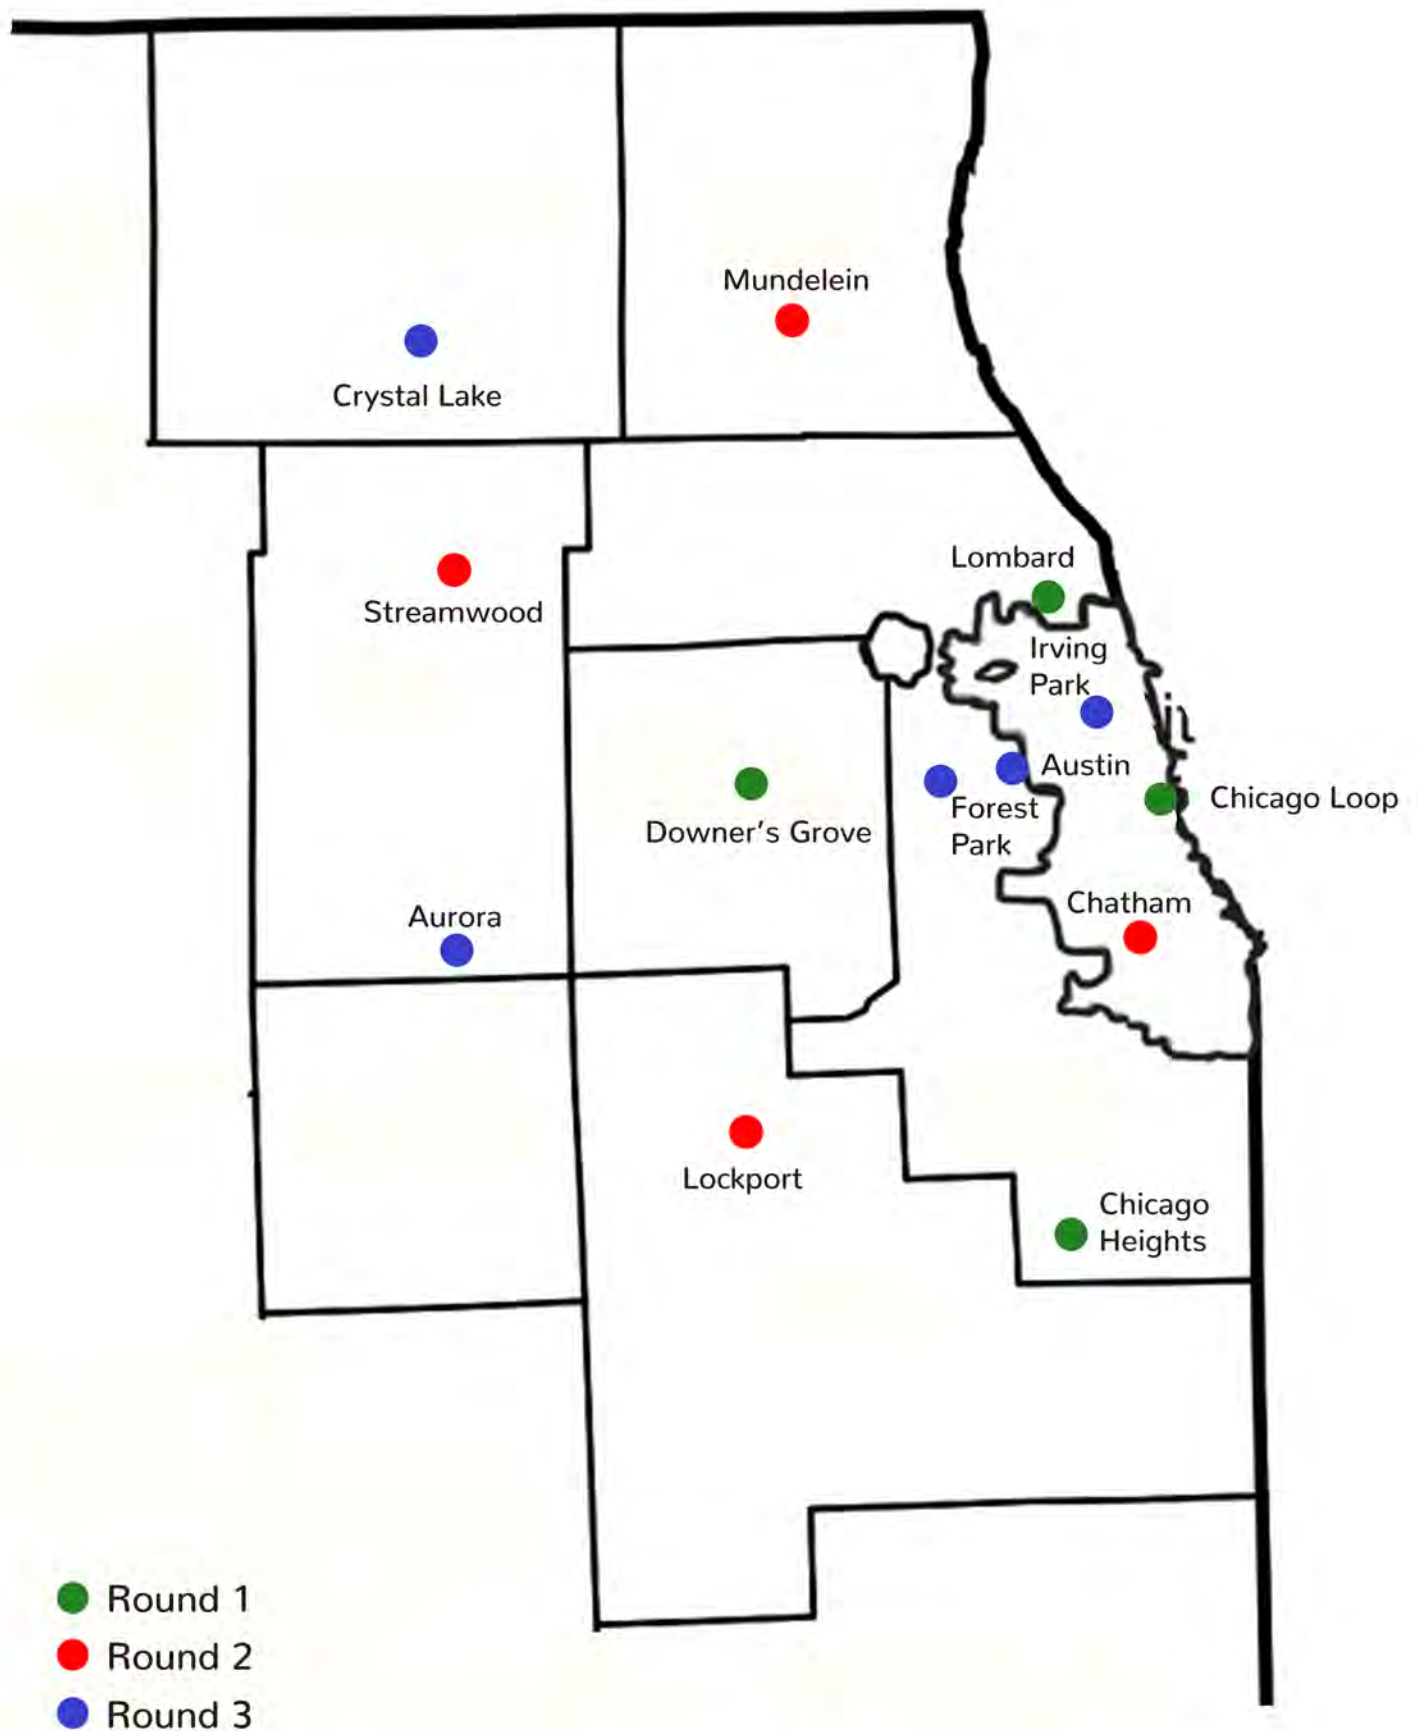 Mundelein
Crystal Lake
Lombard
Streamwood
Irving
Park
Austin
Chicago Loop
Forest
Park
Downer's Grove
Chatham
Aurora
Lockport
Chicago
Heights
Round 1
Round 2
Round 3